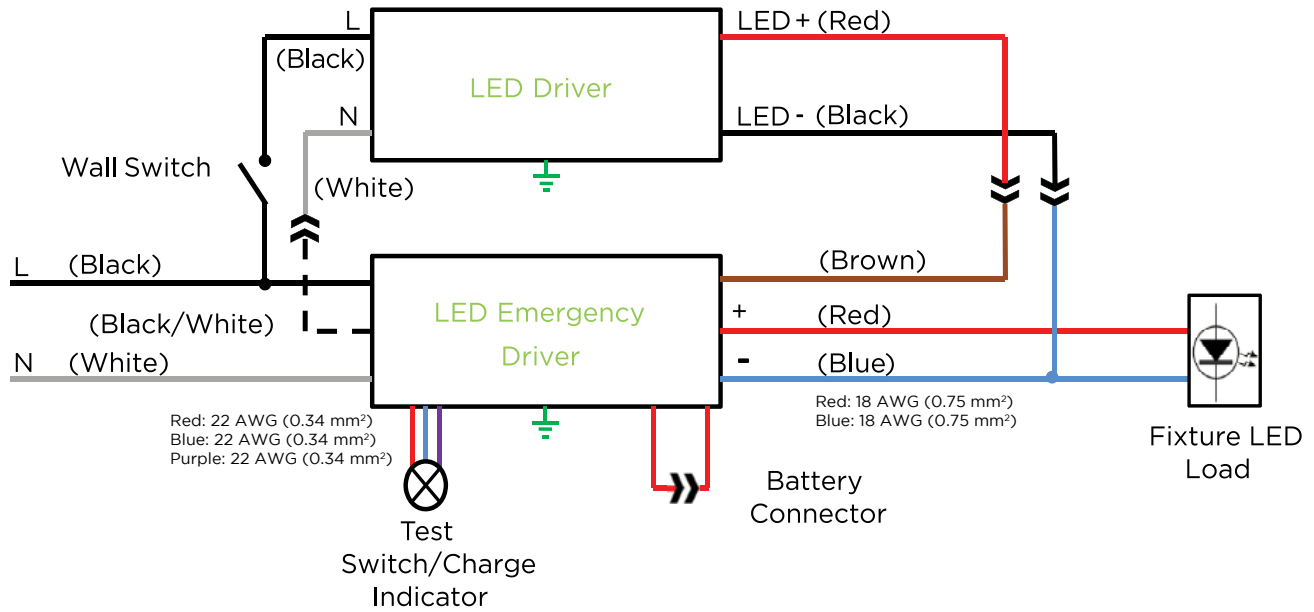 L
LED + (Red)
(Black)
LED Driver
N
LED - (Black)
Wall Switch
(White)
L (Black)
(Brown)
(Black/White)
LED Emergency
Driver
+ (Red)
N (White)
- (Blue)
Red: 22 AWG (0.34 mm²)
Blue: 22 AWG (0.34 mm²)
Purple: 22 AWG (0.34 mm²)
Red: 18 AWG (0.75 mm²)
Blue: 18 AWG (0.75 mm²)
Fixture LED
Load
Battery
Connector
Test
Switch/Charge
Indicator